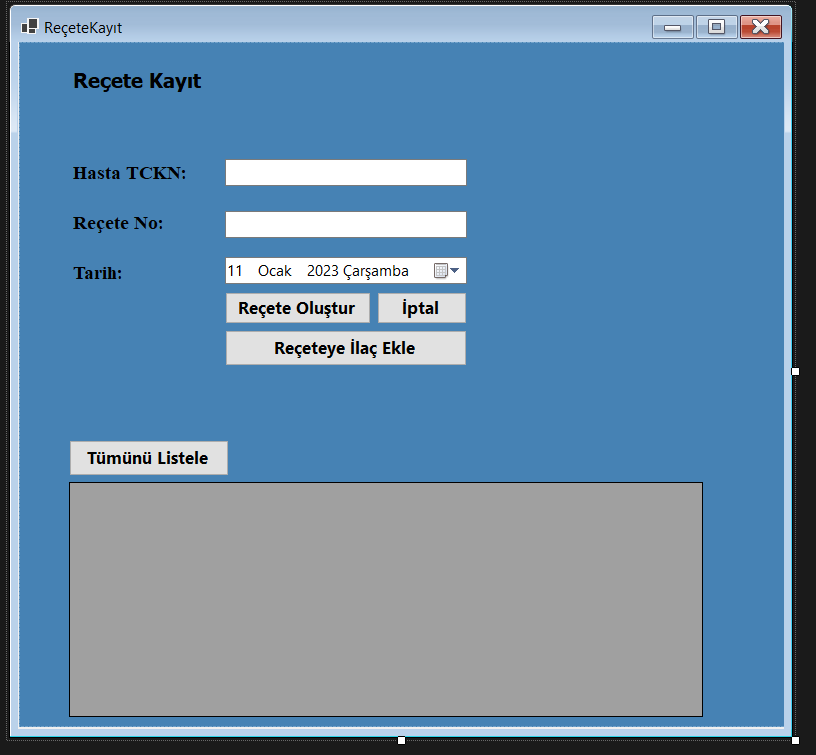 ReçeteKayıt
Reçete Kayıt
Hasta TCKN:
Reçete No:
Tarih: 11 Ocak 2023 Çarşamba
Reçete Oluştur İptal
Reçeteye İlaç Ekle
Tümünü Listele